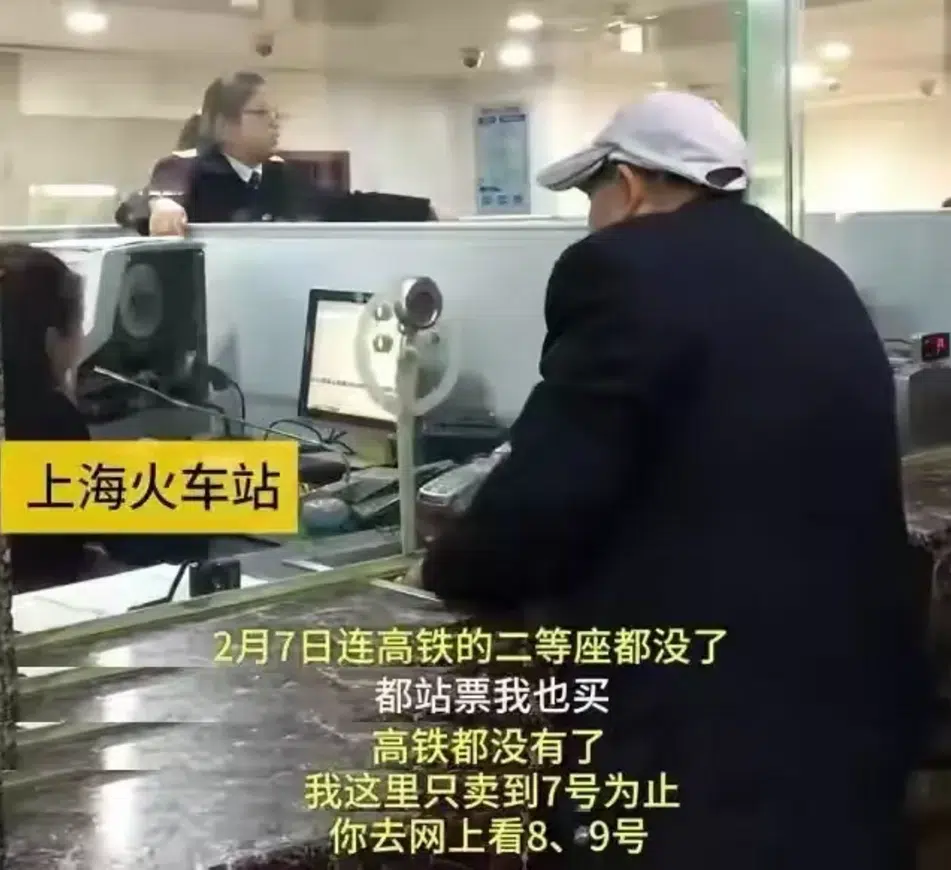 上海火车站
2月7日连高铁的二等座都没了
都站票我也买
高铁都没有了
我这里只卖到7号为止
你去网上看8、9号